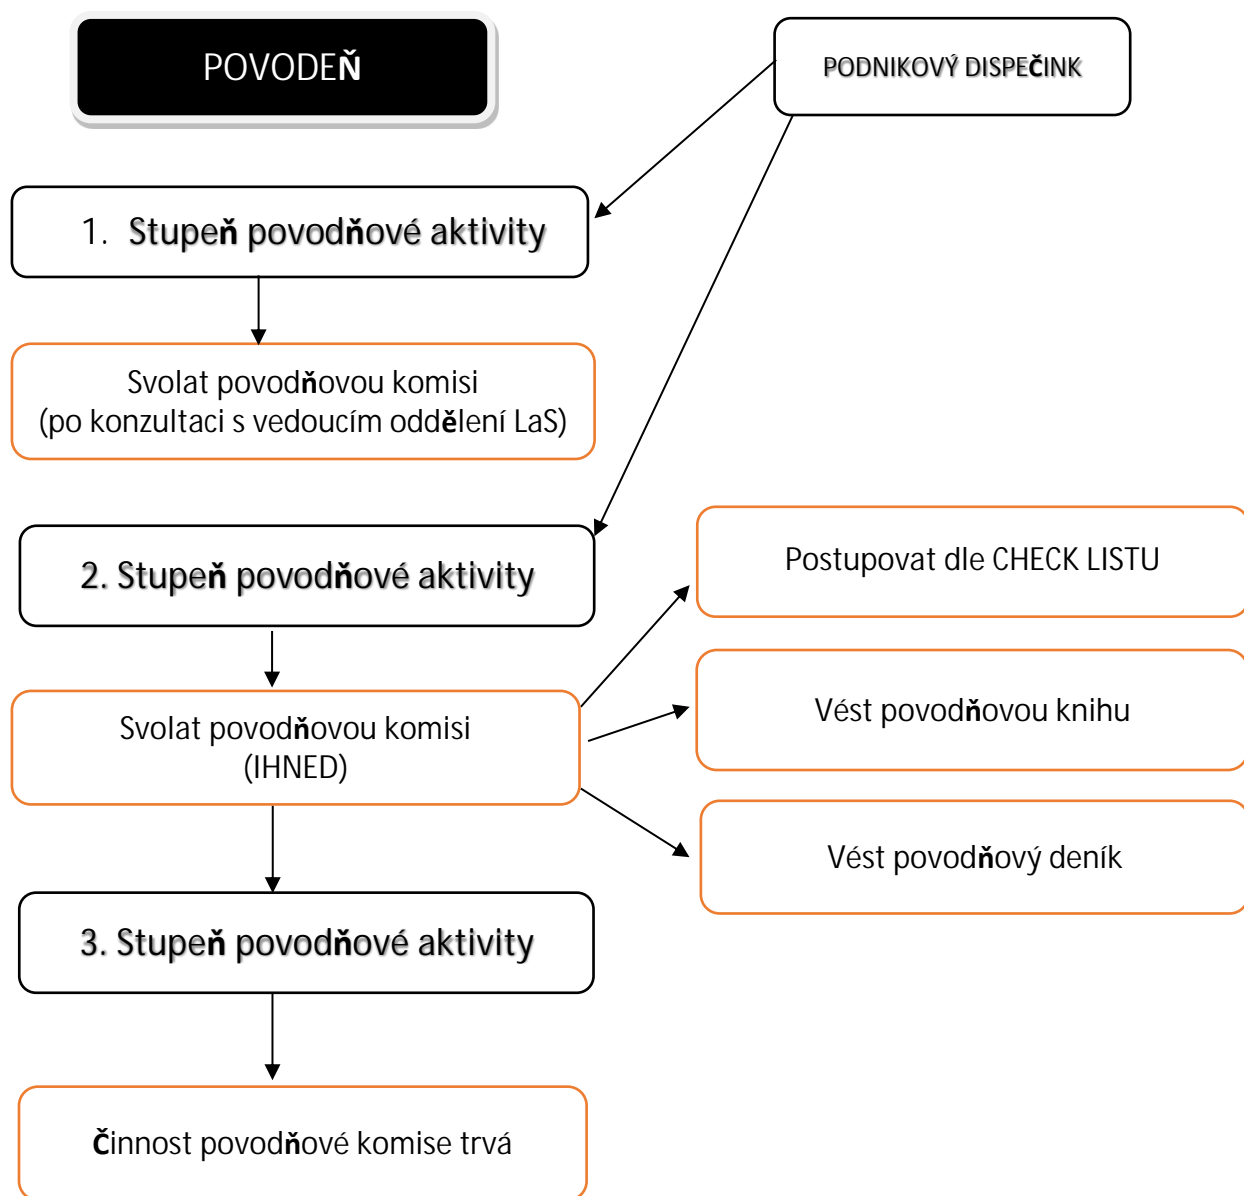 POVODEŇ
PODNIKOVÝ DISPEČINK
1. Stupeň povodňové aktivity
Svolat povodňovou komisi
(po konzultaci s vedoucím oddělení LaS)
2. Stupeň povodňové aktivity
Postupovat dle CHECK LISTU
Vést povodňovou knihu
Svolat povodňovou komisi
(IHNED)
Vést povodňový deník
3. Stupeň povodňové aktivity
Činnost povodňové komise trvá